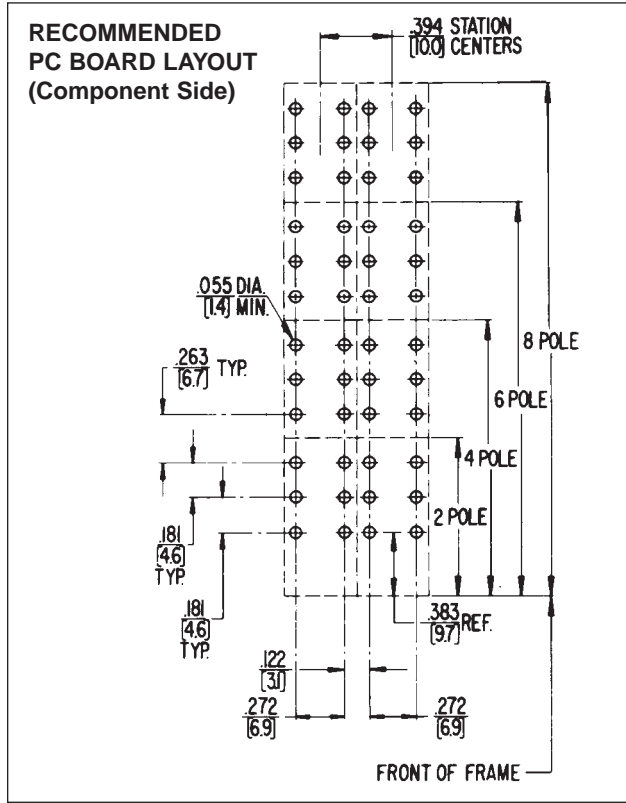 RECOMMENDED
PC BOARD LAYOUT
(Component Side)
.394 STATION
[10.0] CENTERS
.055 DIA.
[1.4] MIN.
8 POLE
.263 TYP.
[6.7]
6 POLE
4 POLE
2 POLE
.181
[4.6]
TYP.
.181
[4.6]
TYP.
.383 REF.
[9.7]
.122
[3.1]
.272
[6.9]
.272
[6.9]
FRONT OF FRAME